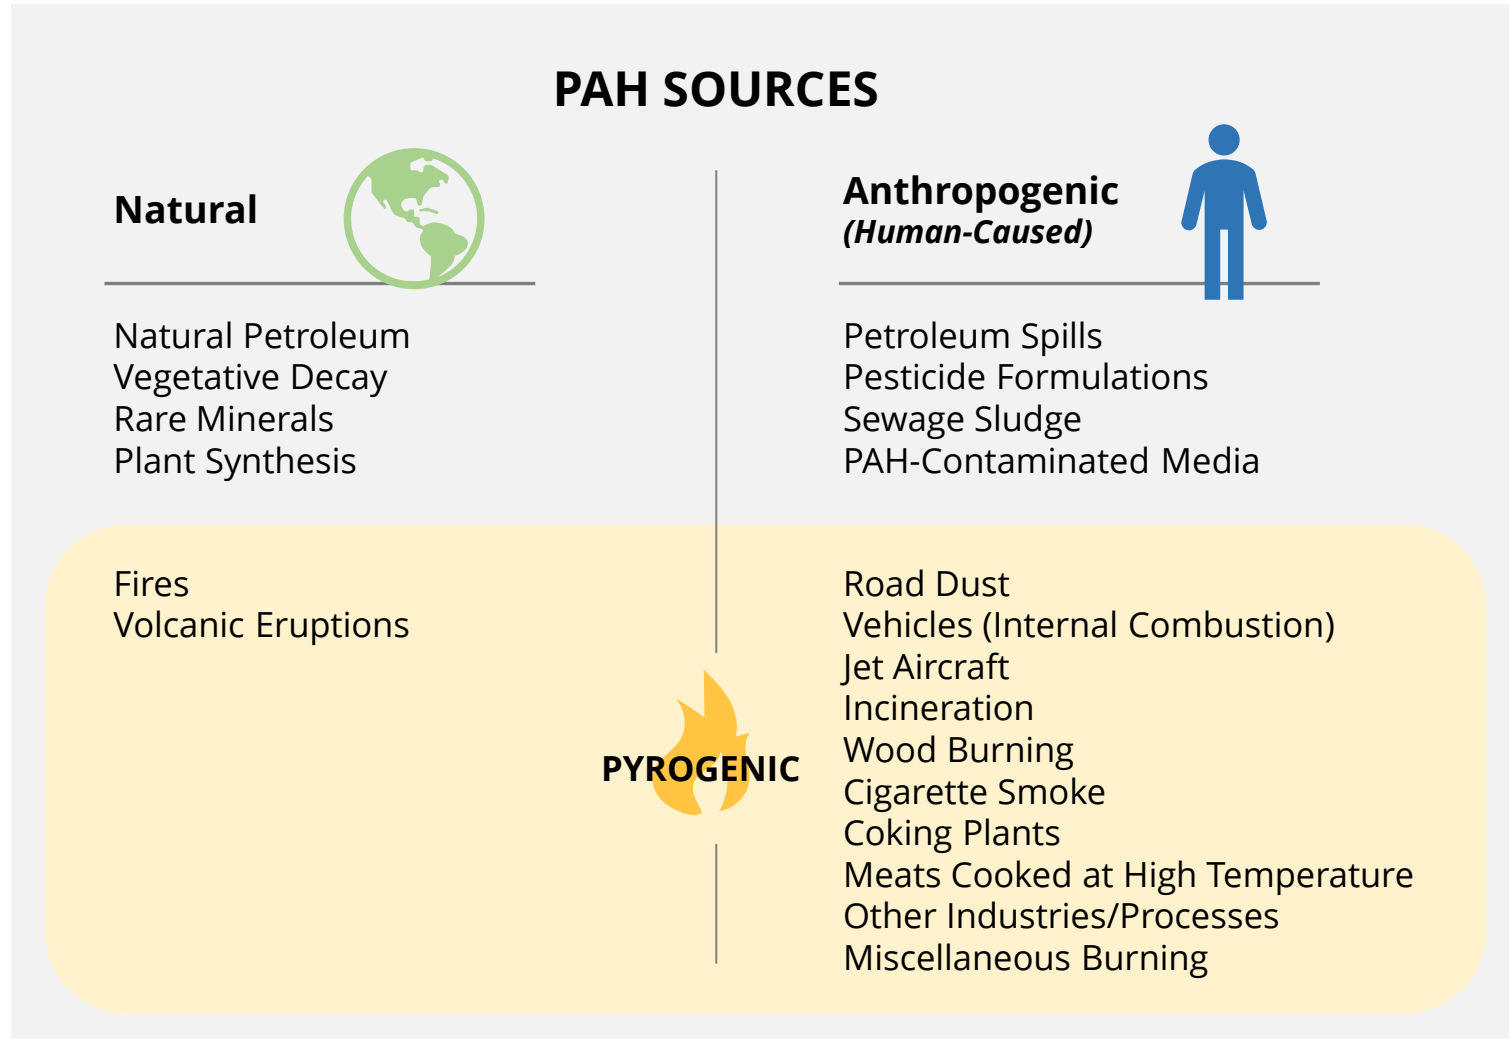 PAH SOURCES
Natural
Anthropogenic
(Human-Caused)
Natural Petroleum
Vegetative Decay
Rare Minerals
Plant Synthesis
Petroleum Spills
Pesticide Formulations
Sewage Sludge
PAH-Contaminated Media
Fires
Volcanic Eruptions
PYROGENIC
Road Dust
Vehicles (Internal Combustion)
Jet Aircraft
Incineration
Wood Burning
Cigarette Smoke
Coking Plants
Meats Cooked at High Temperature
Other Industries/Processes
Miscellaneous Burning